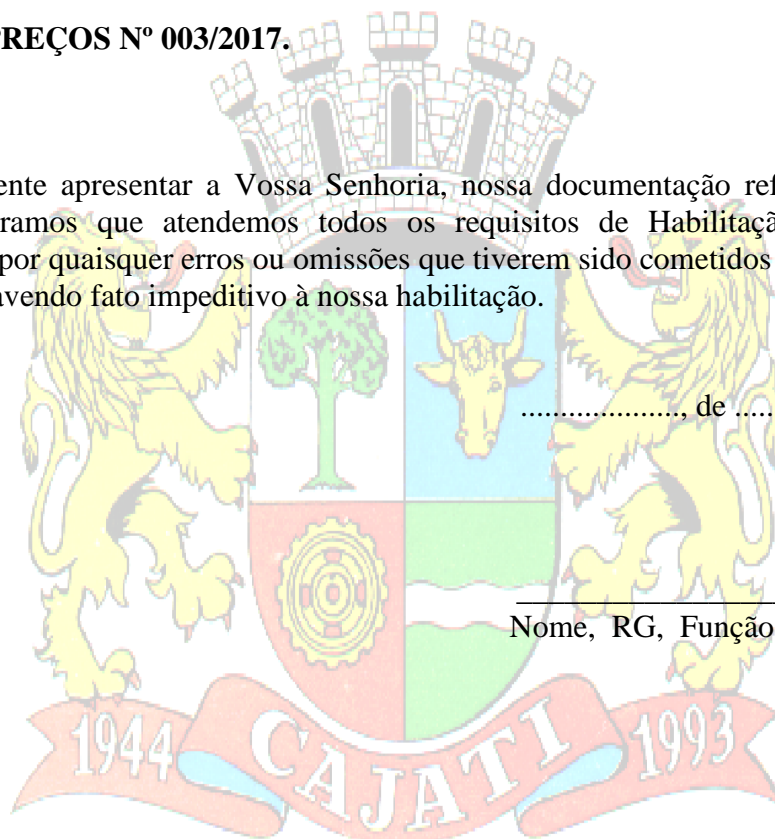 PREÇOS Nº 003/2017.
ente apresentar a Vossa Senhoria, nossa documentação ref
ramos que atendemos todos os requisitos de Habilitaçã
por quaisquer erros ou omissões que tiverem sido cometidos
avendo fato impeditivo à nossa habilitação.
...................., de .....
____________________
Nome, RG, Função
1944 CAJATI 1993